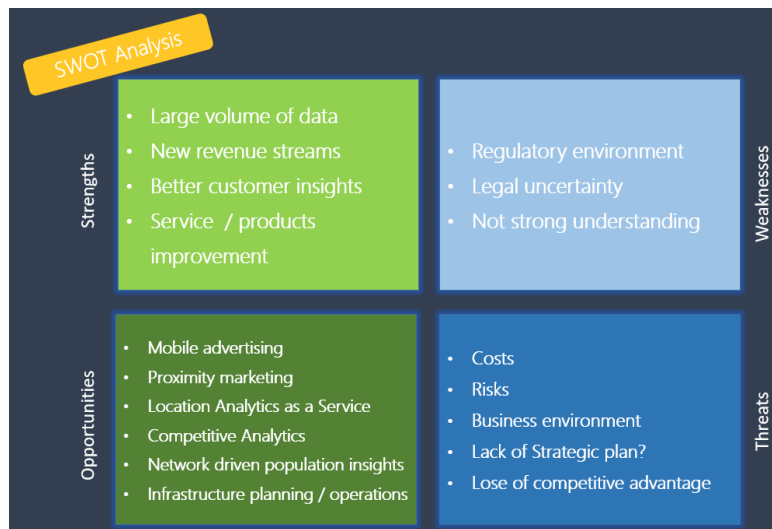 SWOT Analysis
Strengths
• Large volume of data
• New revenue streams
• Better customer insights
• Service / products
improvement
Weaknesses
• Regulatory environment
• Legal uncertainty
• Not strong understanding
Opportunities
• Mobile advertising
• Proximity marketing
• Location Analytics as a Service
• Competitive Analytics
• Network driven population insights
• Infrastructure planning / operations
Threats
• Costs
• Risks
• Business environment
• Lack of Strategic plan?
• Lose of competitive advantage